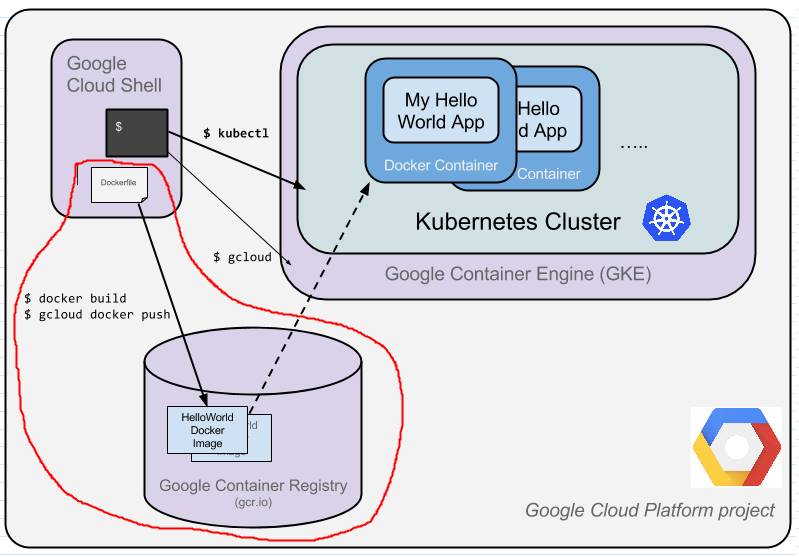 Google
Cloud Shell
$
Dockerfile
$ kubectl
$ gcloud
$ docker build
$ gcloud docker push
My Hello
World App
Docker Container
Hello
d App
Container
.....
Kubernetes Cluster
Google Container Engine (GKE)
HelloWorld
Docker
Image
ld
Image
Google Container Registry
(gcr.io)
Google Cloud Platform project